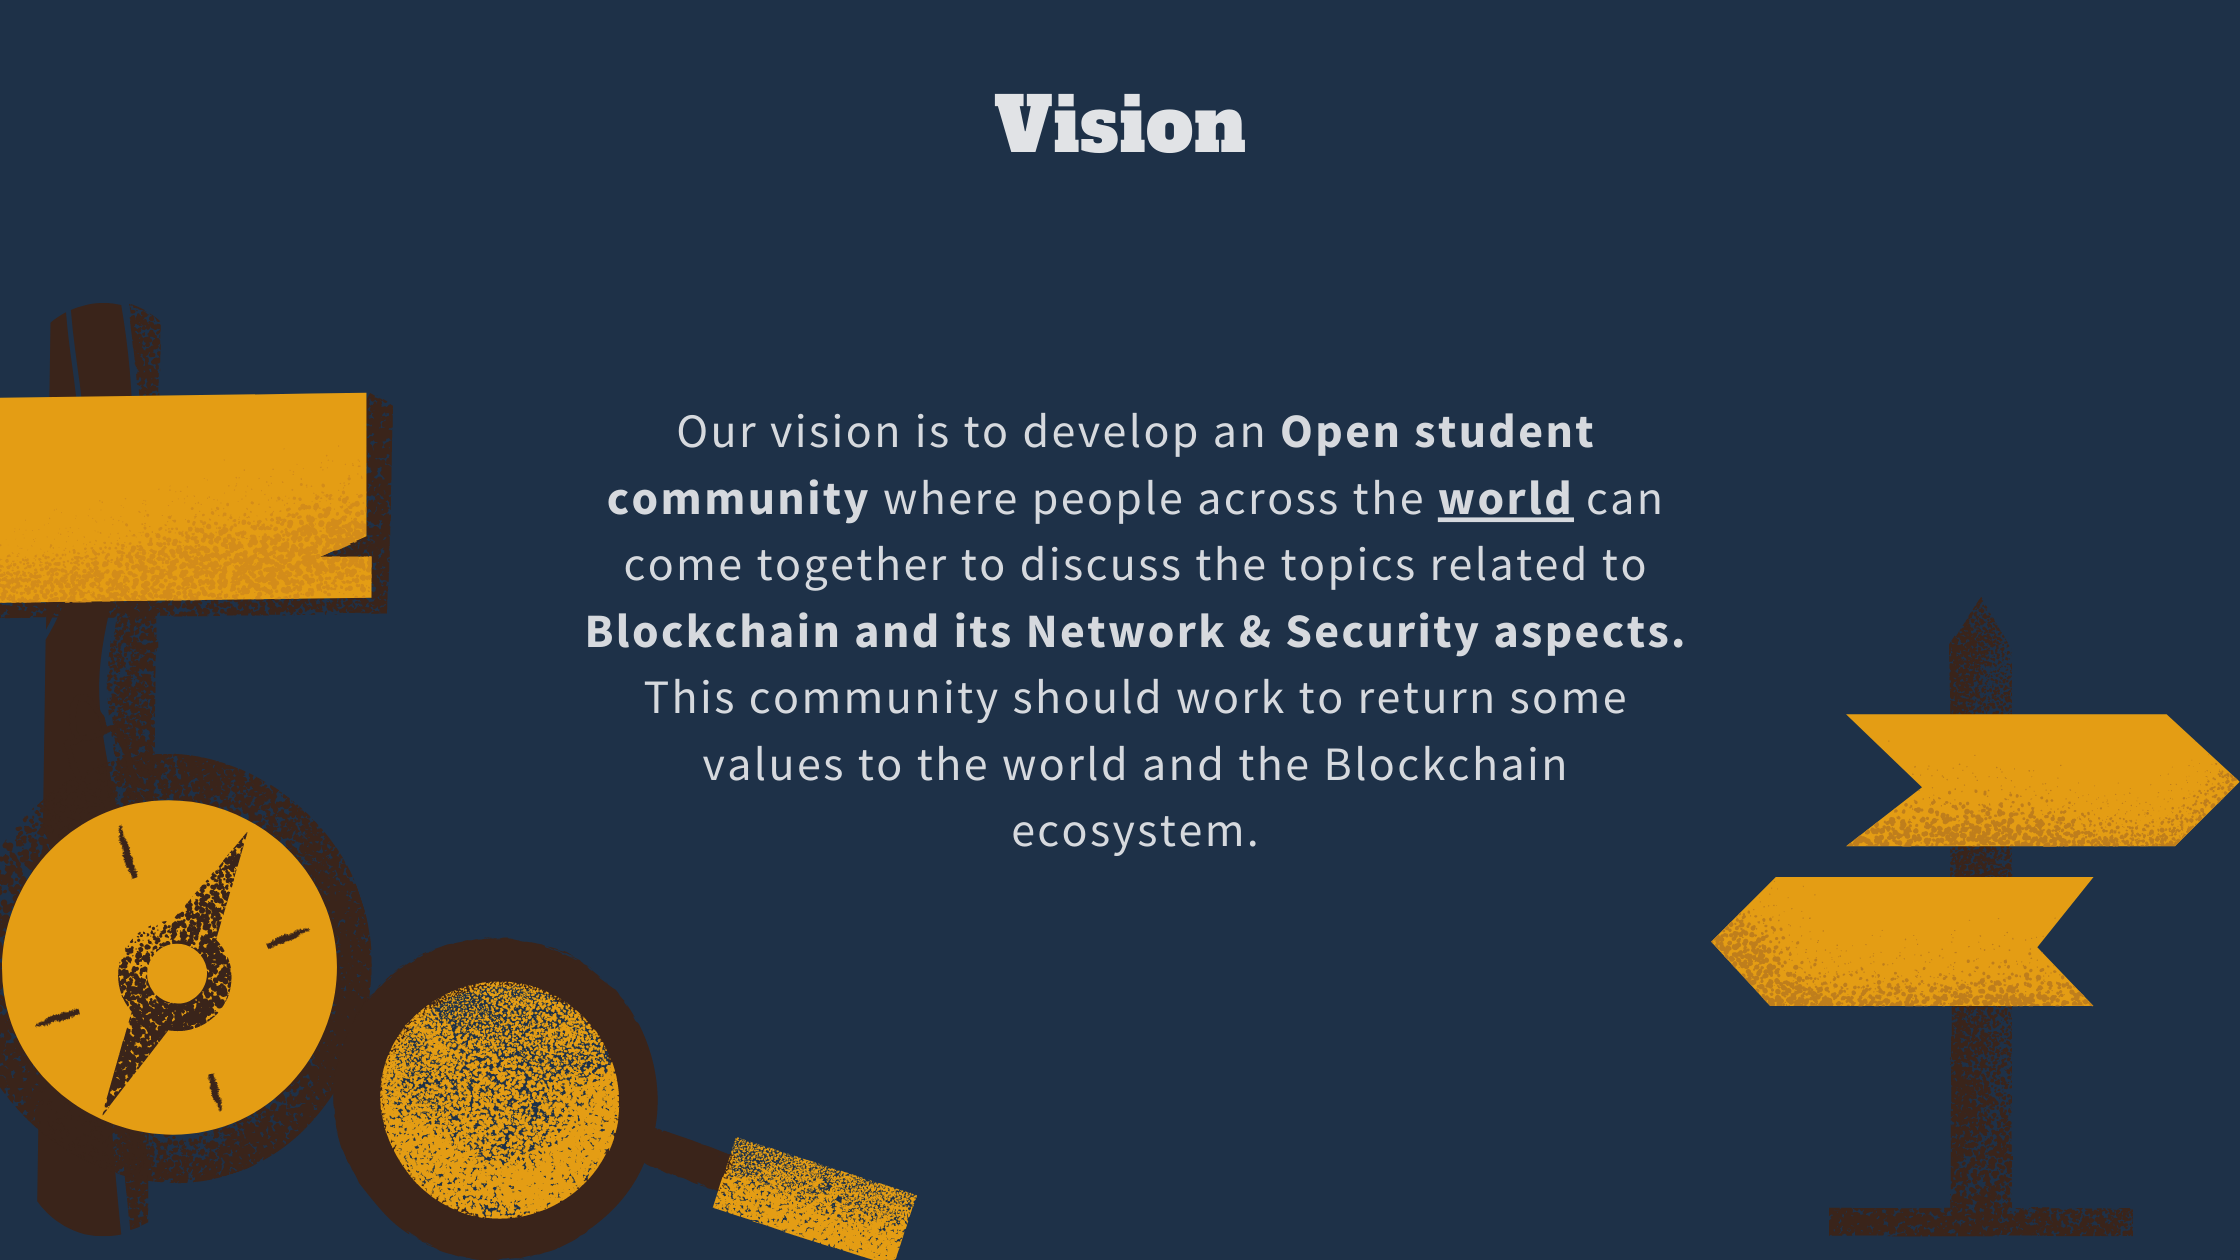 Vision
Our vision is to develop an Open student
community where people across the world can
come together to discuss the topics related to
Blockchain and its Network & Security aspects.
This community should work to return some
values to the world and the Blockchain
ecosystem.